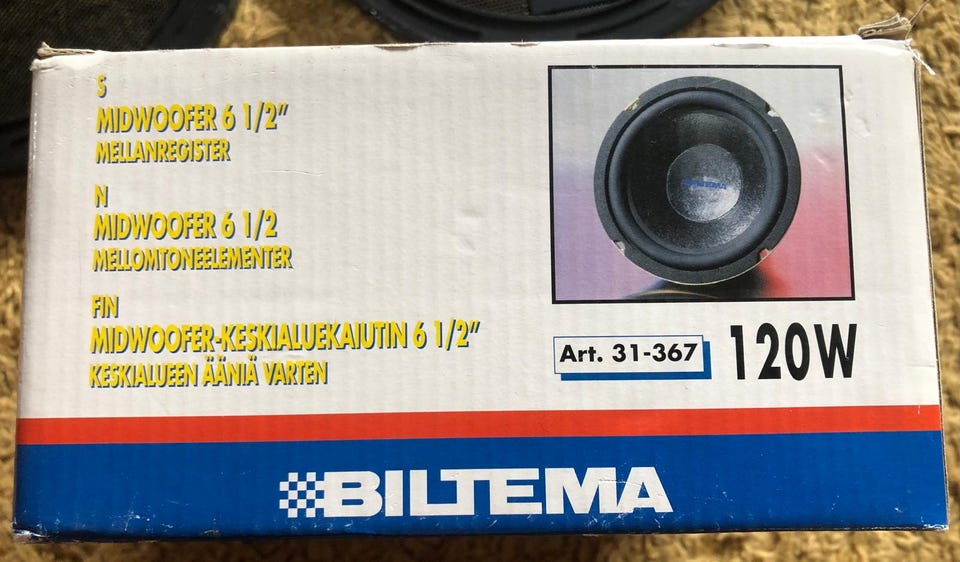 S
MIDWOOFER 6 1/2"
MELLANREGISTER
N
MIDWOOFER 6 1/2
MELLOMTONEELEMENTER
FIN
MIDWOOFER-KESKIALUEKAIUTIN 6 1/2"
KESKIALUEEN ÄÄNIÄ VARTEN
BILTEMA
Art. 31-367
120W
BILTEMA